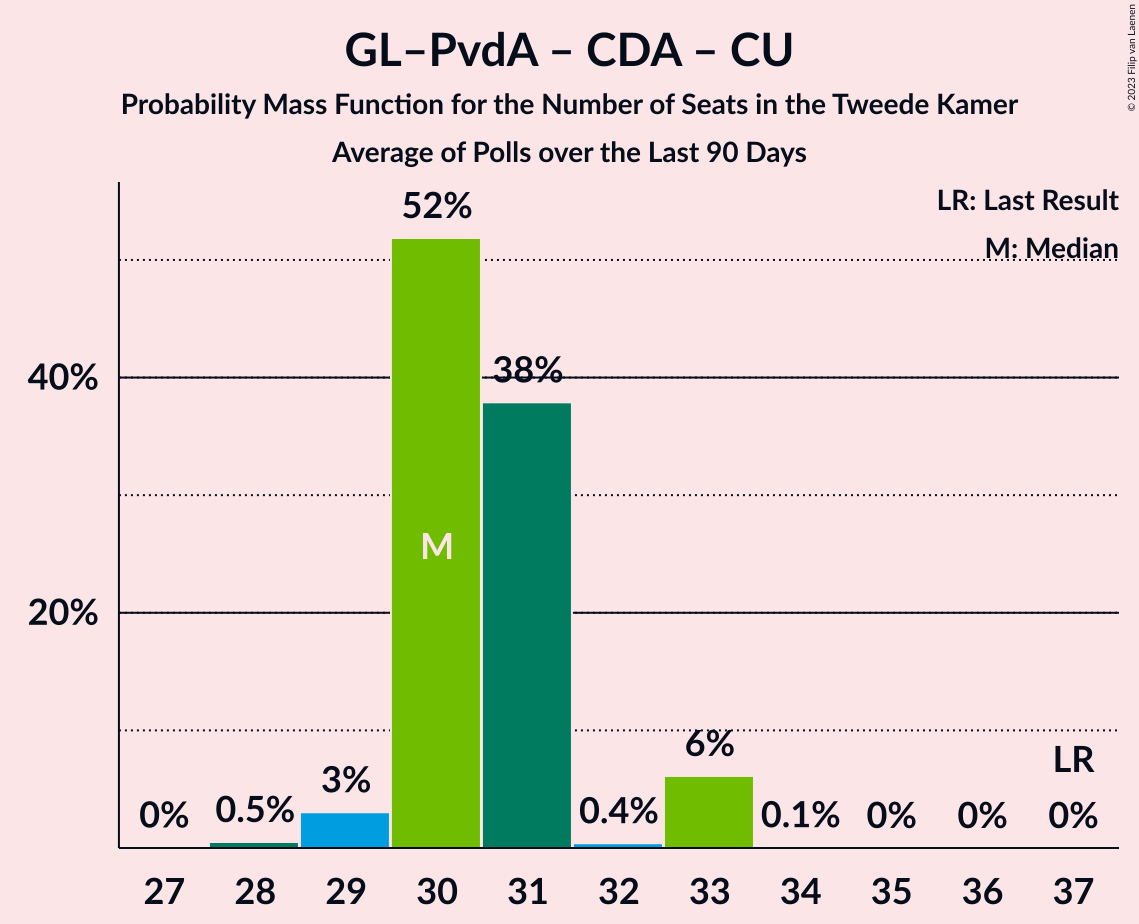 GL–PvdA – CDA – CU
Probability Mass Function for the Number of Seats in the Tweede Kamer
Average of Polls over the Last 90 Days
© 2023 Filip van Laenen
LR: Last Result
M: Median
52%
38%
40%
M
20%
6%
3%
LR
0%
0.5%
0.4%
0.1%
0%
0%
0%
27 28 29 30 31 32 33 34 35 36 37